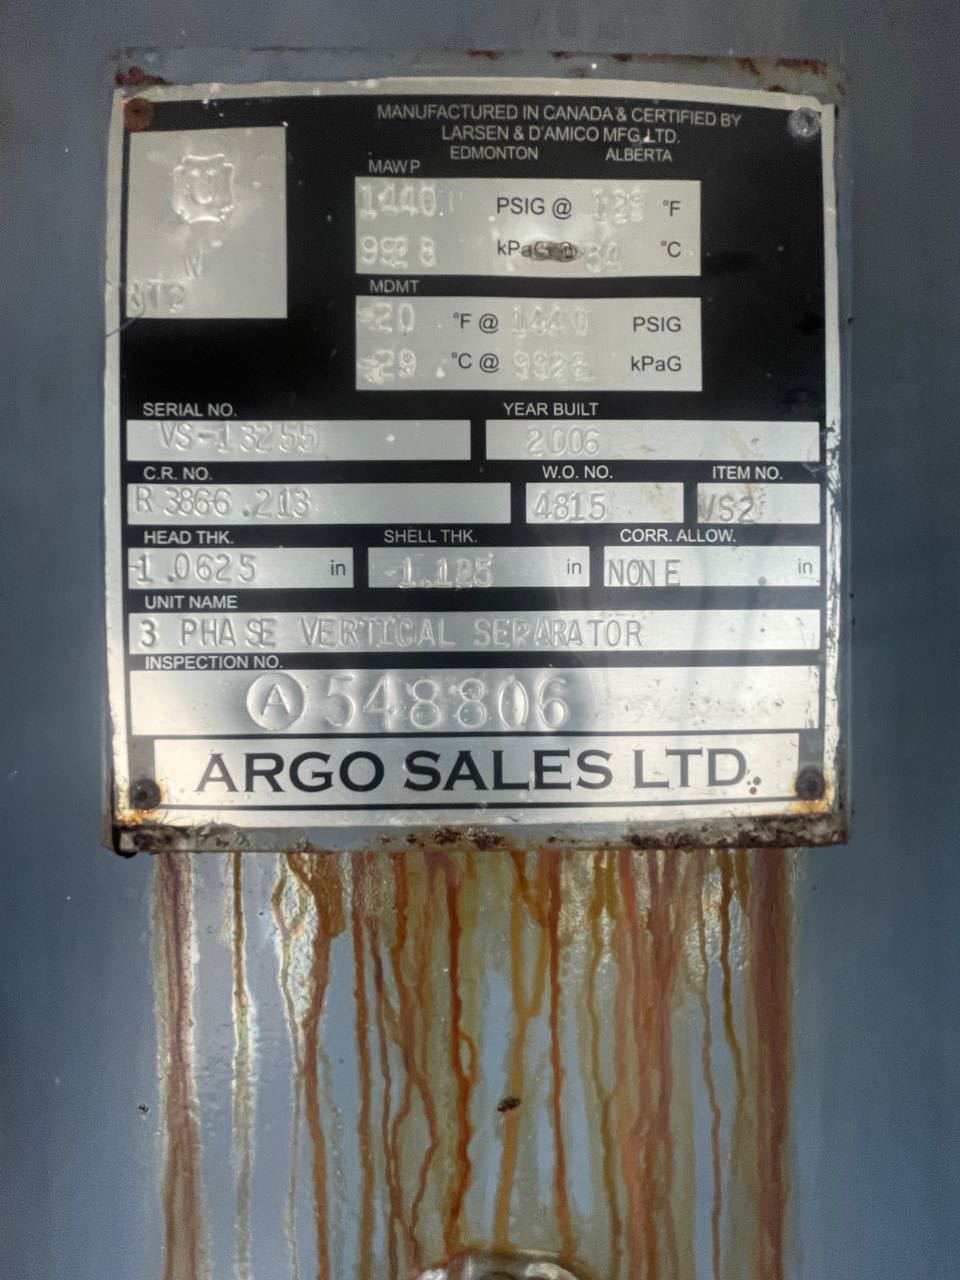 MANUFACTURED IN CANADA & CERTIFIED BY
LARSEN & D'AMICO MFG. LTD.
EDMONTON ALBERTA
U
W
MAWP
1440 PSIG @ °F
9928 kPaG @ °C
MDMT
-20 °F @ 1440 PSIG
-29 °C @ 9928 kPaG
SERIAL NO. YEAR BUILT
VS-13255 2006
C.R. NO. W.O. NO. ITEM NO.
R 3866.213 4815 VS2
HEAD THK. SHELL THK. CORR. ALLOW.
1.0625 in 1.125 in NONE in
UNIT NAME
3 PHASE VERTICAL SEPARATOR
INSPECTION NO.
A 548806
ARGO SALES LTD.